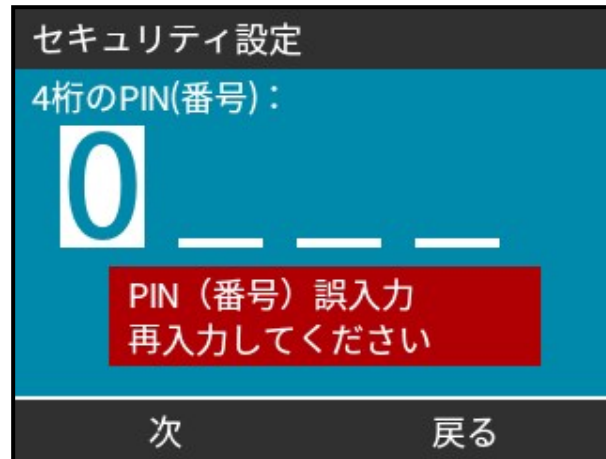 セキュリティ設定
4桁のPIN(番号)：
0 _ _ _
PIN（番号）誤入力
再入力してください
次 戻る